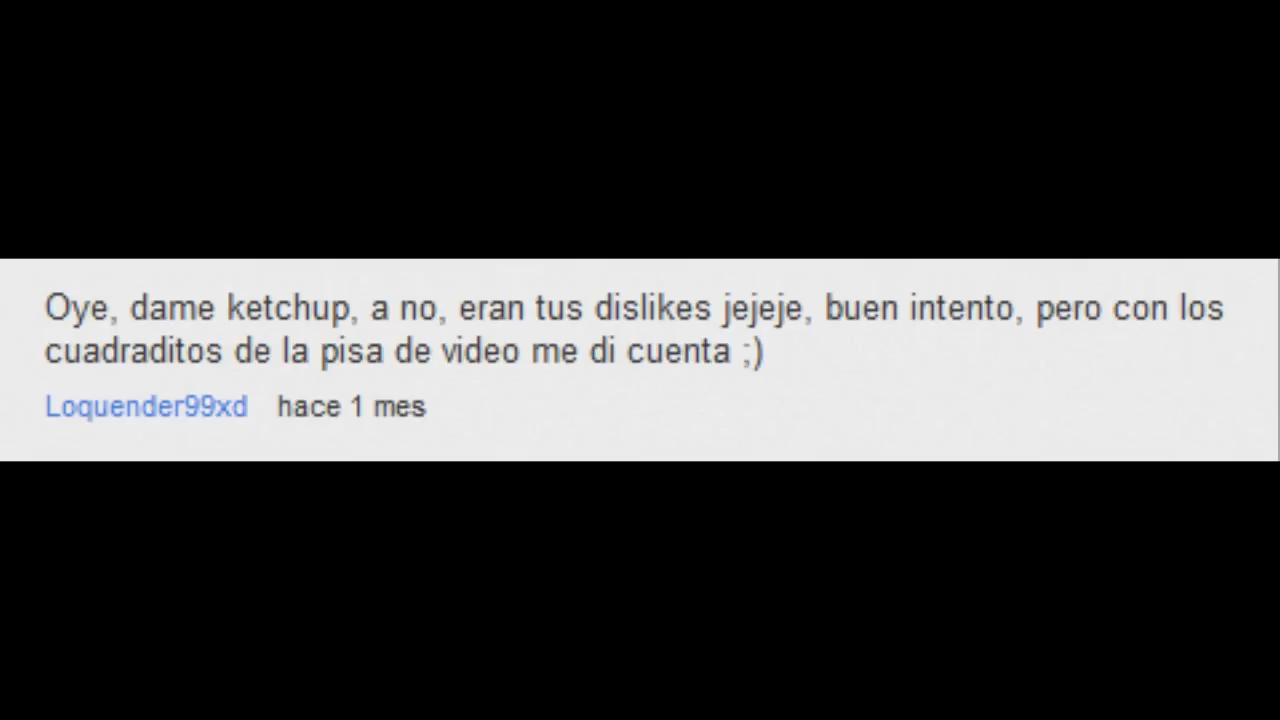 Oye, dame ketchup, a no, eran tus dislikes jejeje, buen intento, pero con los
cuadraditos de la pisa de video me di cuenta ;)
Loquender99xd hace 1 mes